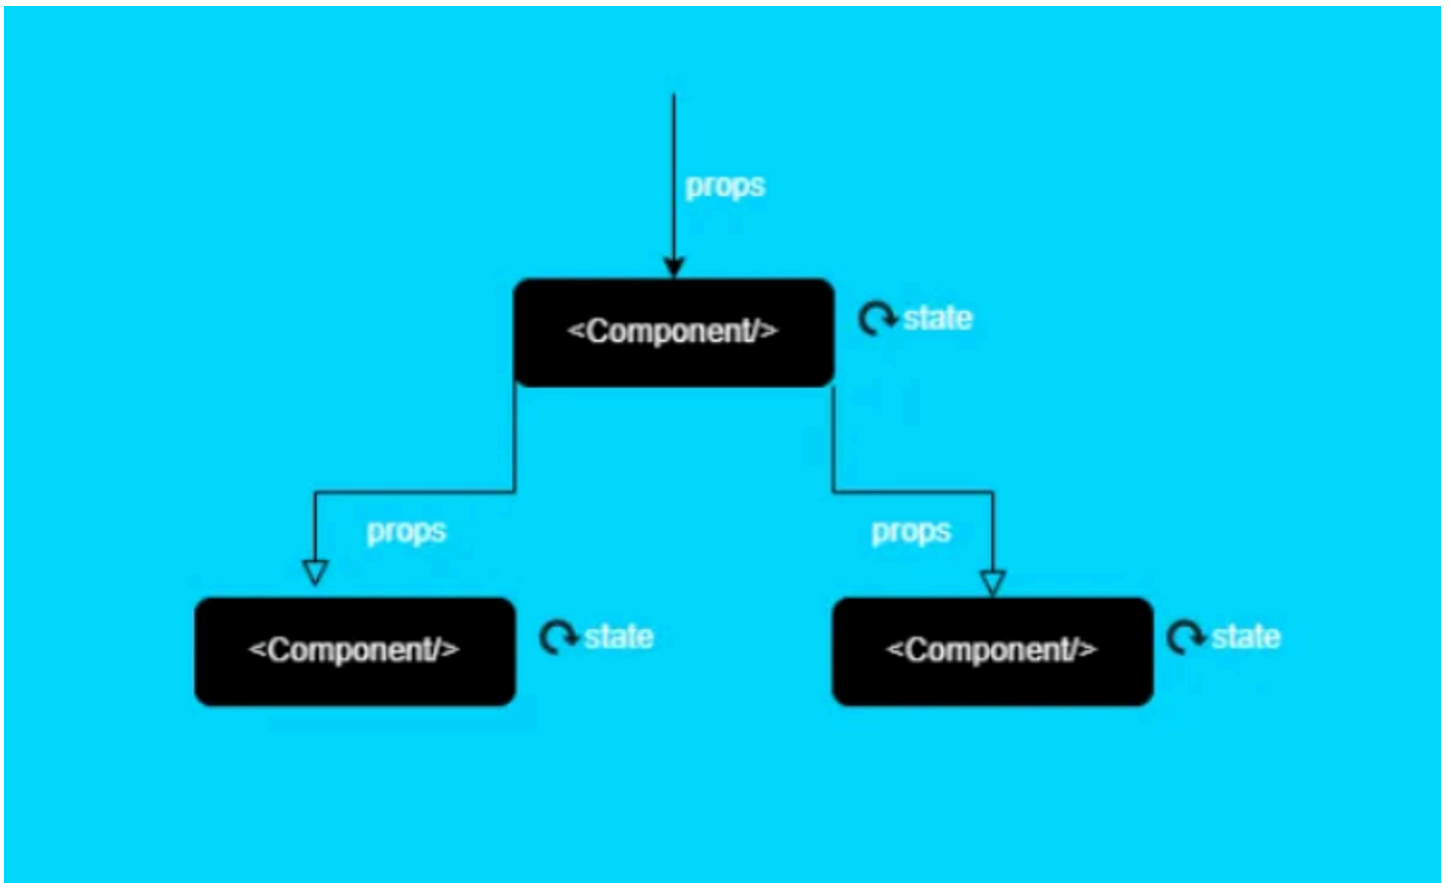 props
<Component/>
state
props
props
<Component/>
state
<Component/>
state